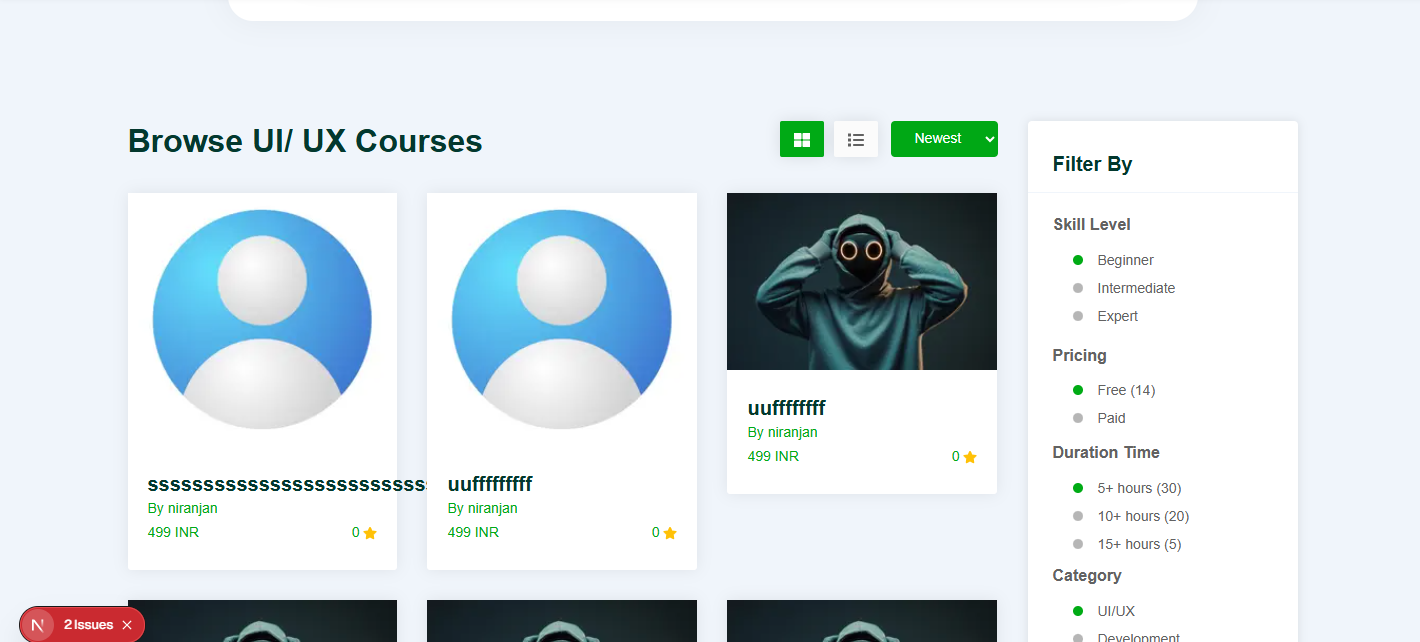 Browse UI/ UX Courses
Newest
Filter By
Skill Level
Beginner
Intermediate
Expert
Pricing
Free (14)
Paid
Duration Time
5+ hours (30)
10+ hours (20)
15+ hours (5)
Category
UI/UX
Development
By niranjan
499 INR
0
uufffffffff
By niranjan
499 INR
0
uuffffffff
By niranjan
499 INR
0
N
2 Issues